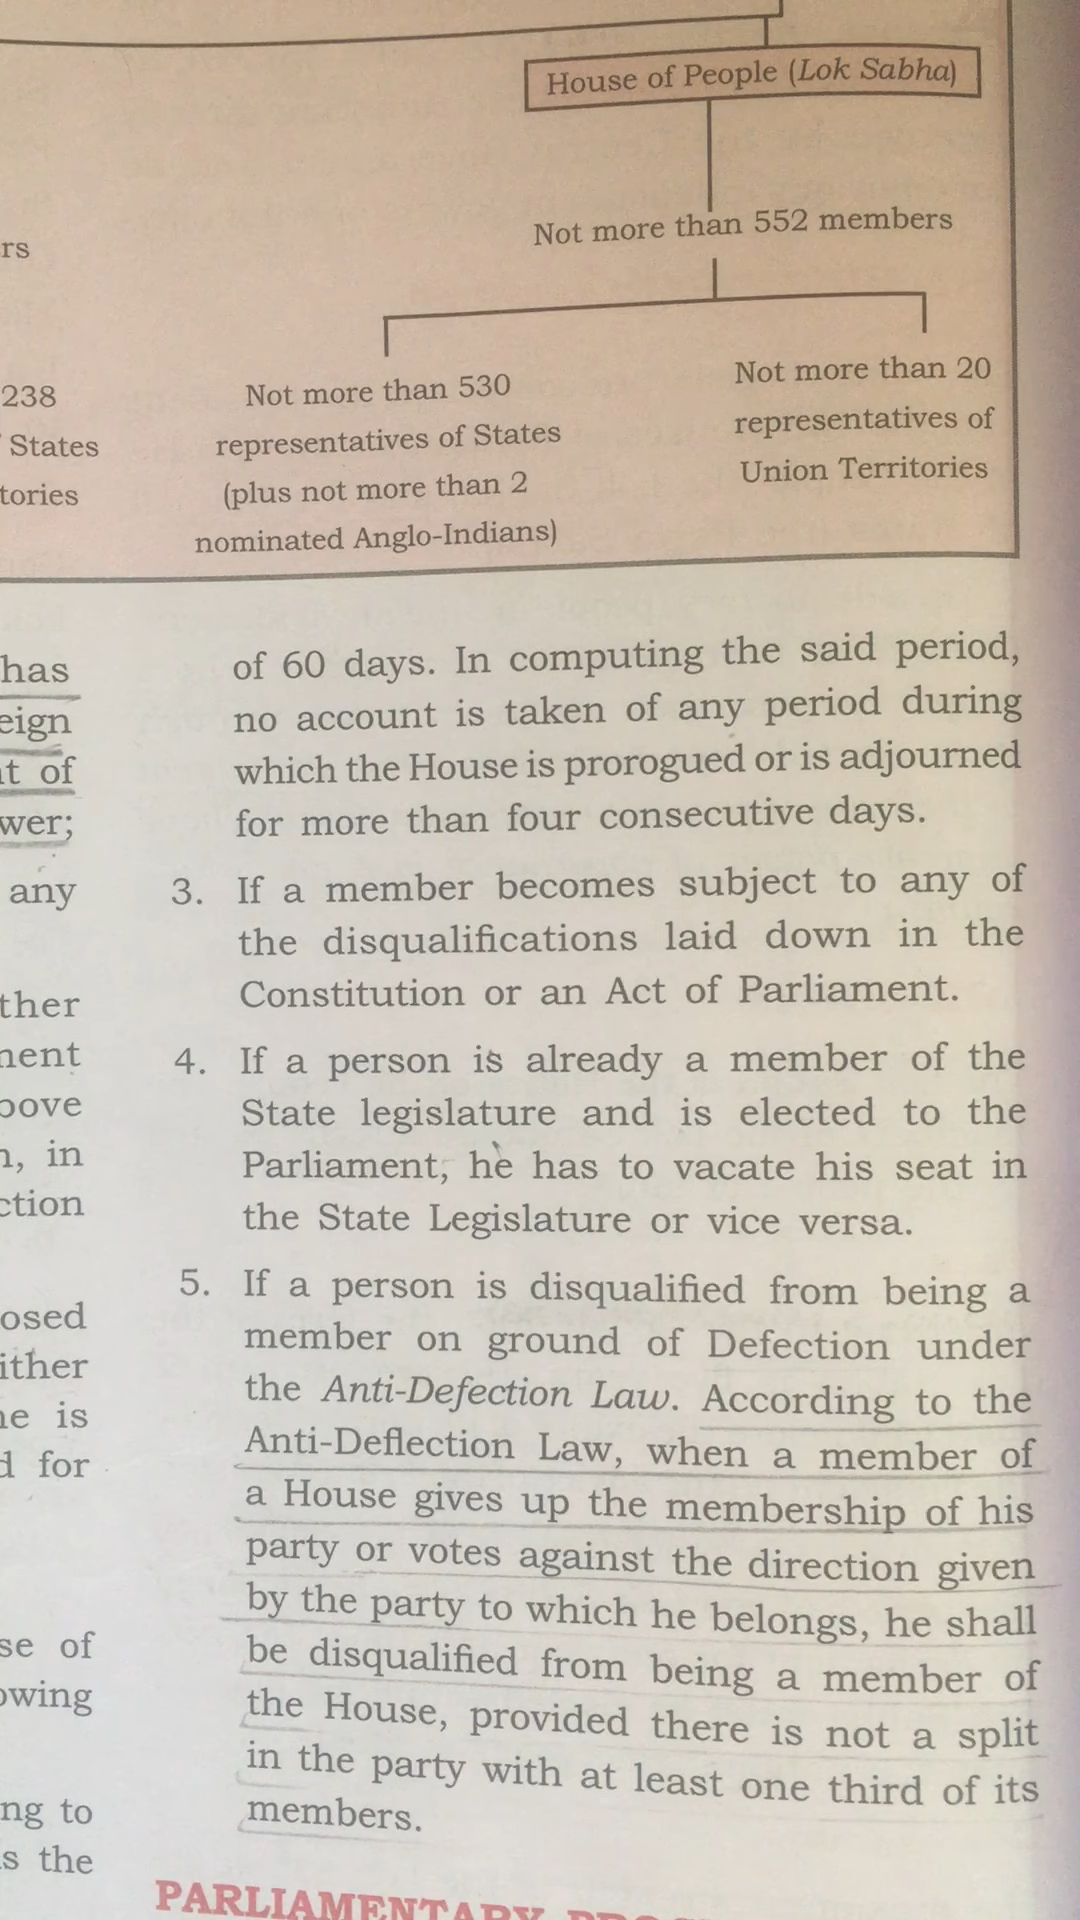 House of People (Lok Sabha)
Not more than 552 members
rs
238
States
tories
Not more than 530
representatives of States
(plus not more than 2
nominated Anglo-Indians)
Not more than 20
representatives of
Union Territories
has
eign
t of
wer;
any
ther
ment
bove
n, in
ction
osed
ither
he is
d for
se of
owing
ng to
s the
of 60 days. In computing the said period,
no account is taken of any period during
which the House is prorogued or is adjourned
for more than four consecutive days.
3. If a member becomes subject to any of
the disqualifications laid down in the
Constitution or an Act of Parliament.
4. If a person is already a member of the
State legislature and is elected to the
Parliament, he has to vacate his seat in
the State Legislature or vice versa.
5. If a person is disqualified from being a
member on ground of Defection under
the Anti-Defection Law. According to the
Anti-Deflection Law, when a member of
a House gives up the membership of his
party or votes against the direction given
by the party to which he belongs, he shall
be disqualified from being a member of
the House, provided there is not a split
in the party with at least one third of its
members.
PARLIAMENTARY